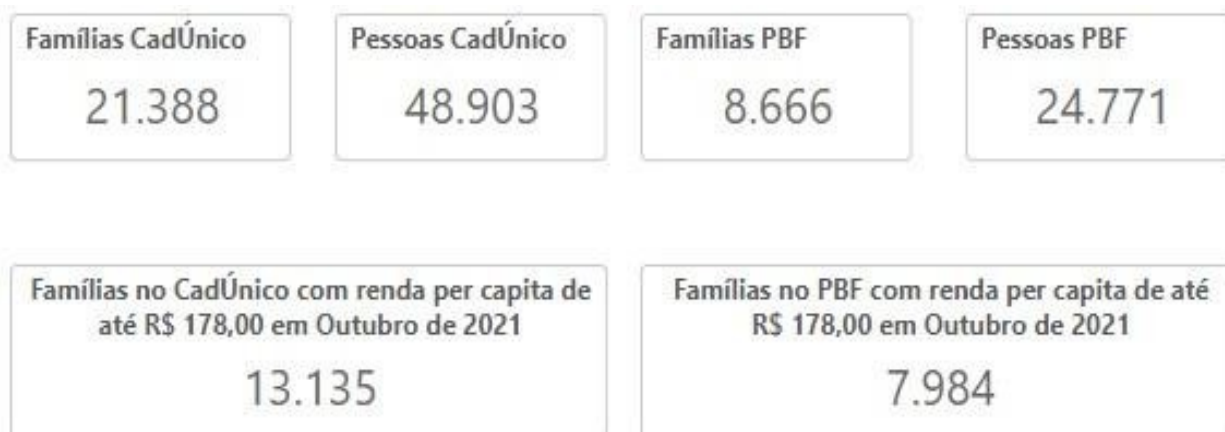 Famílias CadÚnico
21.388
Pessoas CadÚnico
48.903
Famílias PBF
8.666
Pessoas PBF
24.771
Famílias no CadÚnico com renda per capita de
até R$ 178,00 em Outubro de 2021
13.135
Famílias no PBF com renda per capita de até
R$ 178,00 em Outubro de 2021
7.984